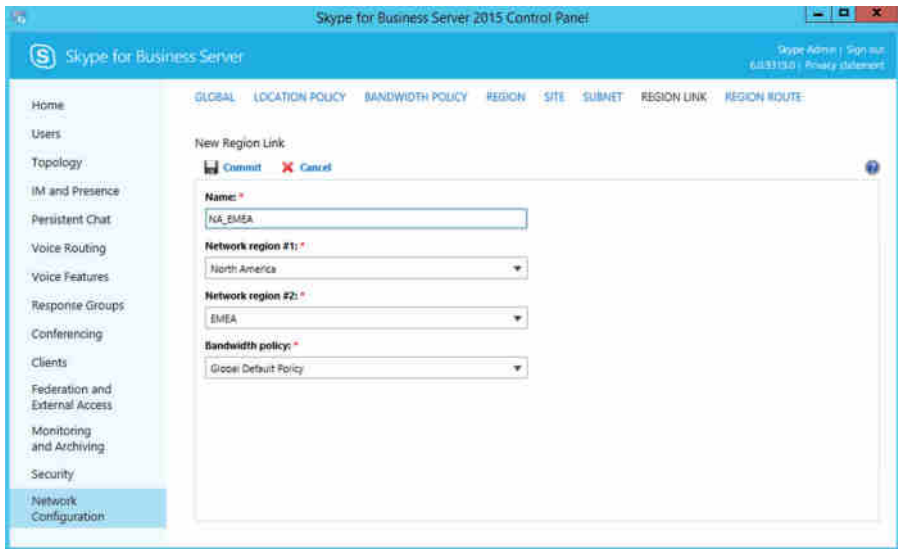 Skype for Business Server 2015 Control Panel
S Skype for Business Server
Skype Admin | Sign out
6.0.9319.0 | Privacy statement
Home
Users
Topology
IM and Presence
Persistent Chat
Voice Routing
Voice Features
Response Groups
Conferencing
Clients
Federation and
External Access
Monitoring
and Archiving
Security
Network
Configuration
GLOBAL LOCATION POLICY BANDWIDTH POLICY REGION SITE SUBNET REGION LINK REGION ROUTE
New Region Link
Commit Cancel
?
Name: *
NA_EMEA
Network region #1: *
North America
Network region #2: *
EMEA
Bandwidth policy: *
Global Default Policy